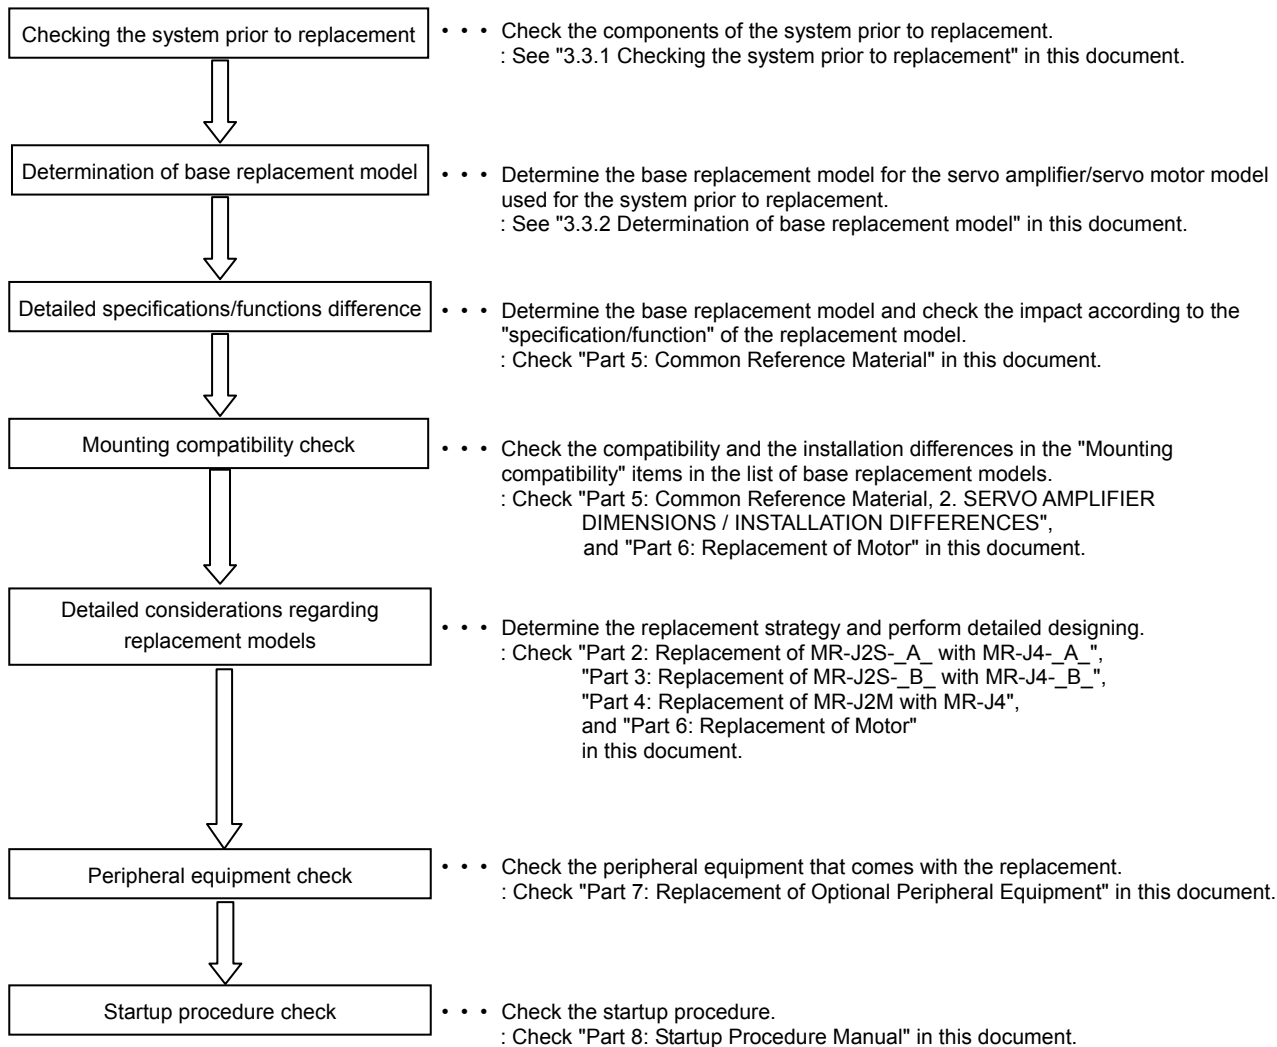 Checking the system prior to replacement
・・・ Check the components of the system prior to replacement.
: See "3.3.1 Checking the system prior to replacement" in this document.
Determination of base replacement model
・・・ Determine the base replacement model for the servo amplifier/servo motor model
used for the system prior to replacement.
: See "3.3.2 Determination of base replacement model" in this document.
Detailed specifications/functions difference
・・・ Determine the base replacement model and check the impact according to the
"specification/function" of the replacement model.
: Check "Part 5: Common Reference Material" in this document.
Mounting compatibility check
・・・ Check the compatibility and the installation differences in the "Mounting
compatibility" items in the list of base replacement models.
: Check "Part 5: Common Reference Material, 2. SERVO AMPLIFIER
DIMENSIONS / INSTALLATION DIFFERENCES",
and "Part 6: Replacement of Motor" in this document.
Detailed considerations regarding
replacement models
・・・ Determine the replacement strategy and perform detailed designing.
: Check "Part 2: Replacement of MR-J2S-_A_ with MR-J4-_A_",
"Part 3: Replacement of MR-J2S-_B_ with MR-J4-_B_",
"Part 4: Replacement of MR-J2M with MR-J4",
and "Part 6: Replacement of Motor"
in this document.
Peripheral equipment check
・・・ Check the peripheral equipment that comes with the replacement.
: Check "Part 7: Replacement of Optional Peripheral Equipment" in this document.
Startup procedure check
・・・ Check the startup procedure.
: Check "Part 8: Startup Procedure Manual" in this document.